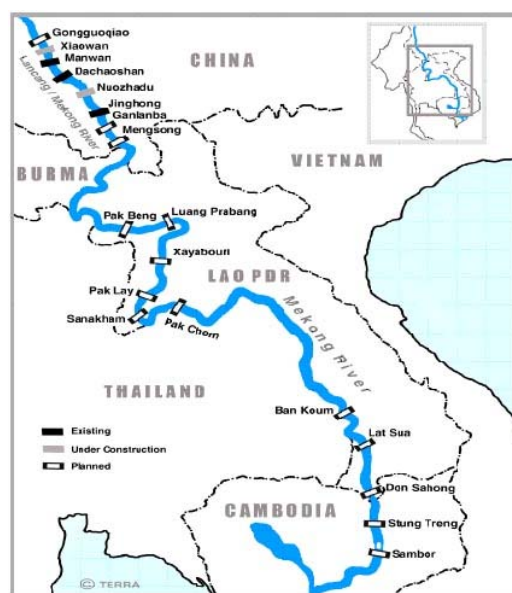 Gongguoqiao
Xiaowan
Manwan
Dachaoshan
Nuozhadu
Jinghong
Ganlanba
Mengsong
Lancang / Mekong River
CHINA
BURMA
VIETNAM
Pak Beng
Luang Prabang
Xayabouri
LAO PDR
Pak Lay
Sanakham
Pak Chom
Mekong River
THAILAND
Ban Koum
Lat Sua
Existing
Under Construction
Planned
Don Sahong
CAMBODIA
Stung Treng
Sambor
© TERRA